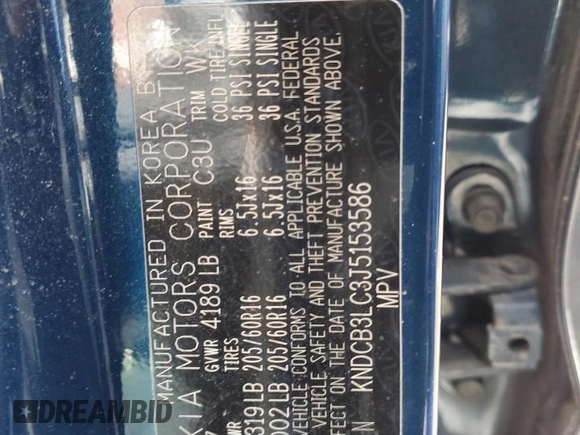 MANUFACTURED IN KOREA B
KIA MOTORS CORPORATION
GVWR 4189 LB PAINT C3U TRIM WK
TIRES RIMS COLD TIRE INFL
319 LB 205/60R16 6.5Jx16 36 PSI SINGLE
002 LB 205/60R16 6.5Jx16 36 PSI SINGLE
VEHICLE CONFORMS TO ALL APPLICABLE U.S.A. FEDERAL
VEHICLE SAFETY AND THEFT PREVENTION STANDARDS
EFFECT ON THE DATE OF MANUFACTURE SHOWN ABOVE.
KNDCB3LC3J5153586
MPV
© BIDCARS